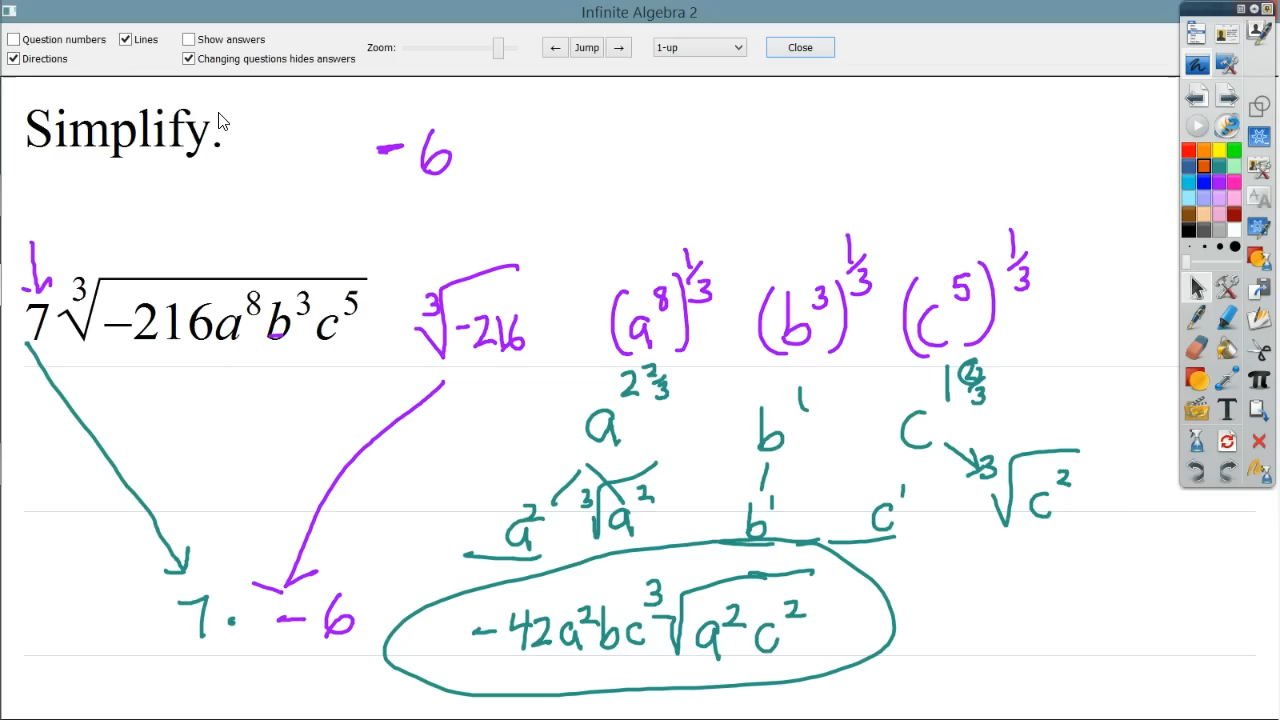 Infinite Algebra 2
Question numbers Lines Show answers
Directions Changing questions hides answers
Zoom: ← Jump → 1-up Close
Simplify.
-6
7∛(−216a⁸b³c⁵) ∛-216 (a⁸)^(1/3) (b³)^(1/3) (c⁵)^(1/3)
a^(2 2/3) b¹ c^(1 2/3)
a² ∛a² b¹ c¹ ∛c²
7 · -6
-42a²bc∛a²c²